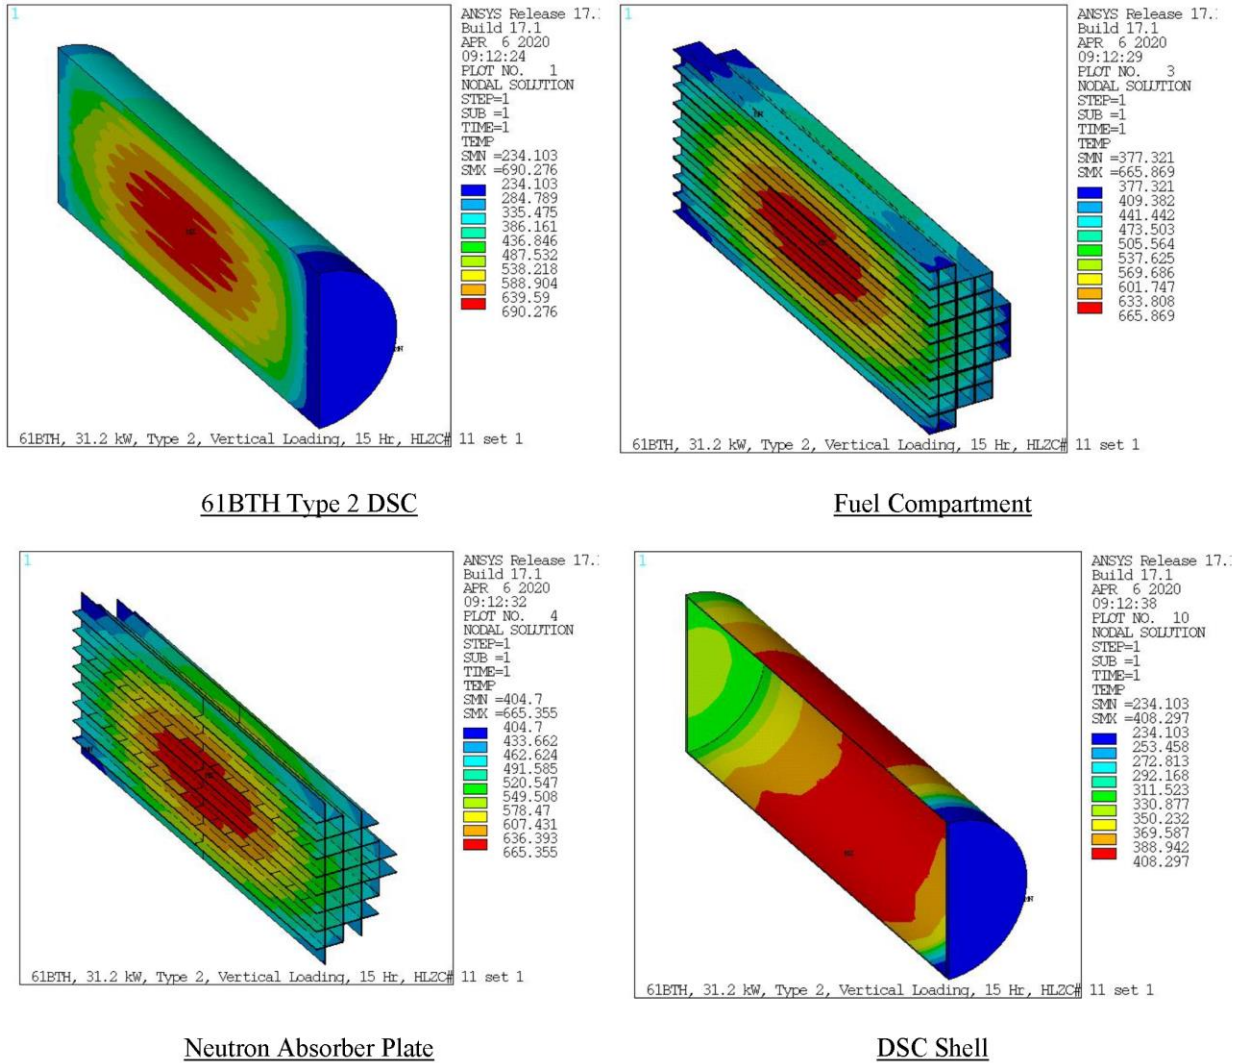 1
ANSYS Release 17.
Build 17.1
APR 6 2020
09:12:24
PLOT NO. 1
NODAL SOLUTION
STEP=1
SUB =1
TIME=1
TEMP
SMN =234.103
SMX =690.276
234.103
284.789
335.475
386.161
436.846
487.532
538.218
588.904
639.59
690.276
MX
MN
61BTH, 31.2 kW, Type 2, Vertical Loading, 15 Hr, HLZC# 11 set 1
61BTH Type 2 DSC
1
ANSYS Release 17.
Build 17.1
APR 6 2020
09:12:29
PLOT NO. 3
NODAL SOLUTION
STEP=1
SUB =1
TIME=1
TEMP
SMN =377.321
SMX =665.869
377.321
409.382
441.442
473.503
505.564
537.625
569.686
601.747
633.808
665.869
MN
MX
61BTH, 31.2 kW, Type 2, Vertical Loading, 15 Hr, HLZC# 11 set 1
Fuel Compartment
1
ANSYS Release 17.
Build 17.1
APR 6 2020
09:12:32
PLOT NO. 4
NODAL SOLUTION
STEP=1
SUB =1
TIME=1
TEMP
SMN =404.7
SMX =665.355
404.7
433.662
462.624
491.585
520.547
549.508
578.47
607.431
636.393
665.355
MX
MN
61BTH, 31.2 kW, Type 2, Vertical Loading, 15 Hr, HLZC# 11 set 1
Neutron Absorber Plate
1
ANSYS Release 17.
Build 17.1
APR 6 2020
09:12:38
PLOT NO. 10
NODAL SOLUTION
STEP=1
SUB =1
TIME=1
TEMP
SMN =234.103
SMX =408.297
234.103
253.458
272.813
292.168
311.523
330.877
350.232
369.587
388.942
408.297
MX
MN
61BTH, 31.2 kW, Type 2, Vertical Loading, 15 Hr, HLZC# 11 set 1
DSC Shell